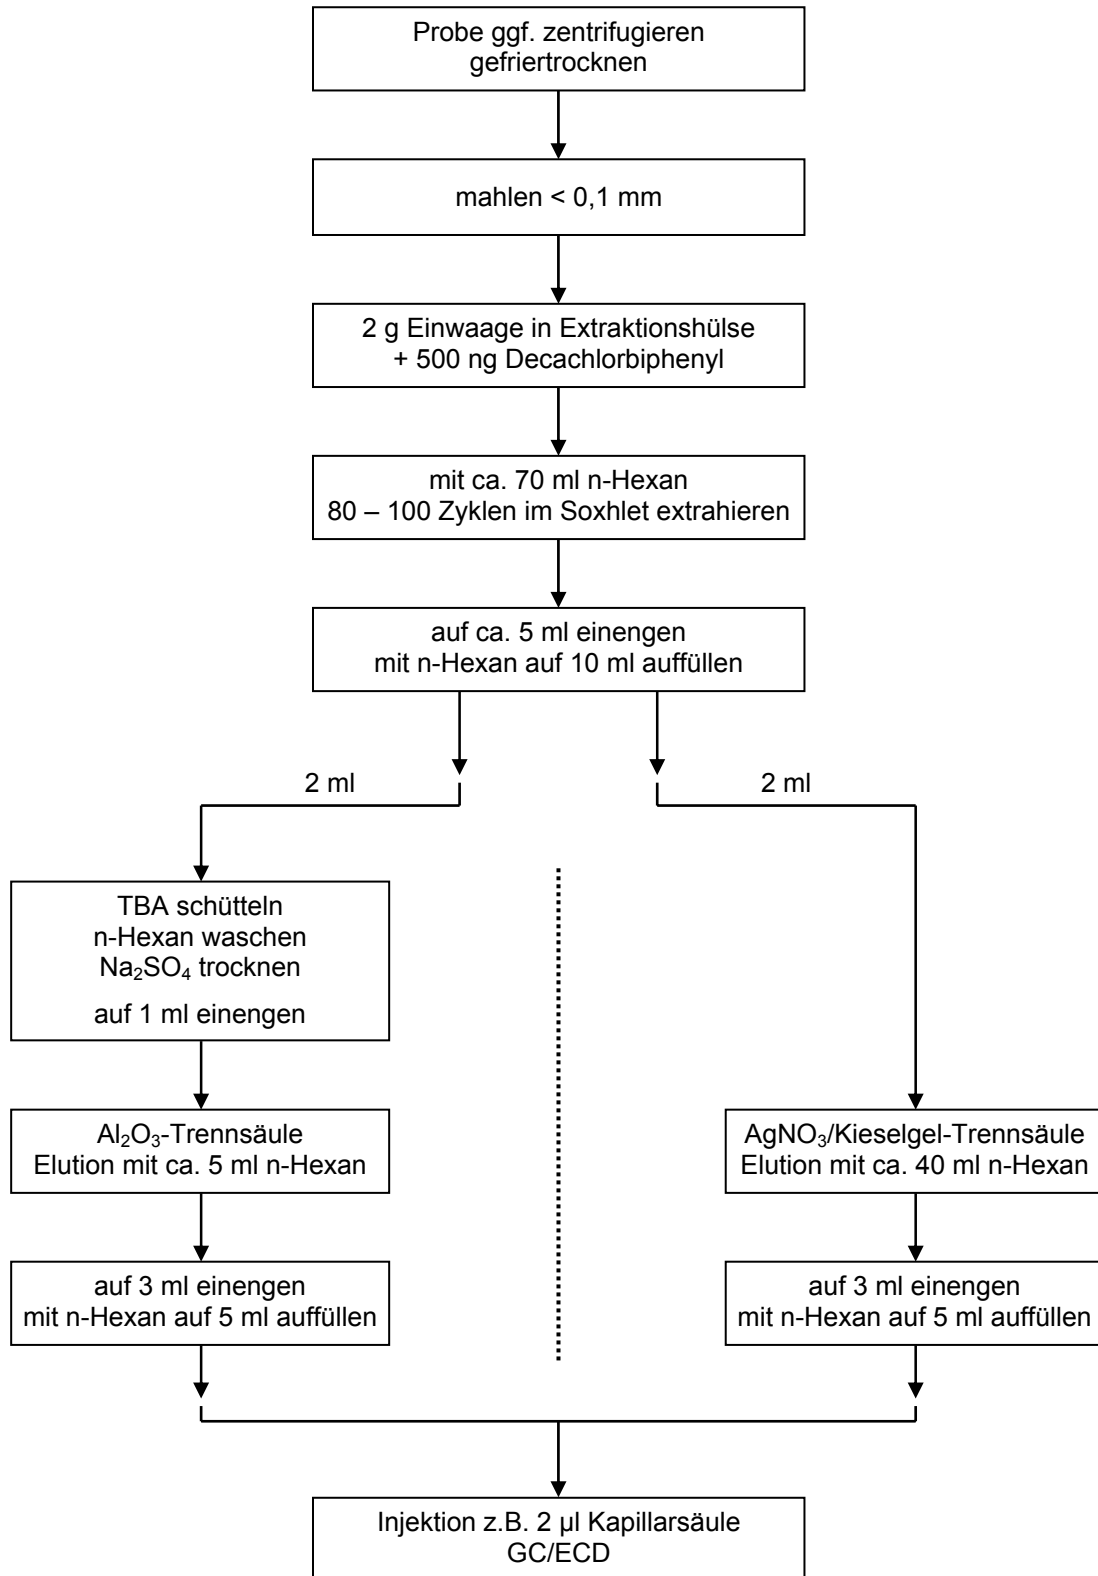 Probe ggf. zentrifugieren
gefriertrocknen
mahlen < 0,1 mm
2 g Einwaage in Extraktionshülse
+ 500 ng Decachlorbiphenyl
mit ca. 70 ml n-Hexan
80 – 100 Zyklen im Soxhlet extrahieren
auf ca. 5 ml einengen
mit n-Hexan auf 10 ml auffüllen
2 ml
2 ml
TBA schütteln
n-Hexan waschen
Na₂SO₄ trocknen
auf 1 ml einengen
Al₂O₃-Trennsäule
Elution mit ca. 5 ml n-Hexan
auf 3 ml einengen
mit n-Hexan auf 5 ml auffüllen
AgNO₃/Kieselgel-Trennsäule
Elution mit ca. 40 ml n-Hexan
auf 3 ml einengen
mit n-Hexan auf 5 ml auffüllen
Injektion z.B. 2 µl Kapillarsäule
GC/ECD